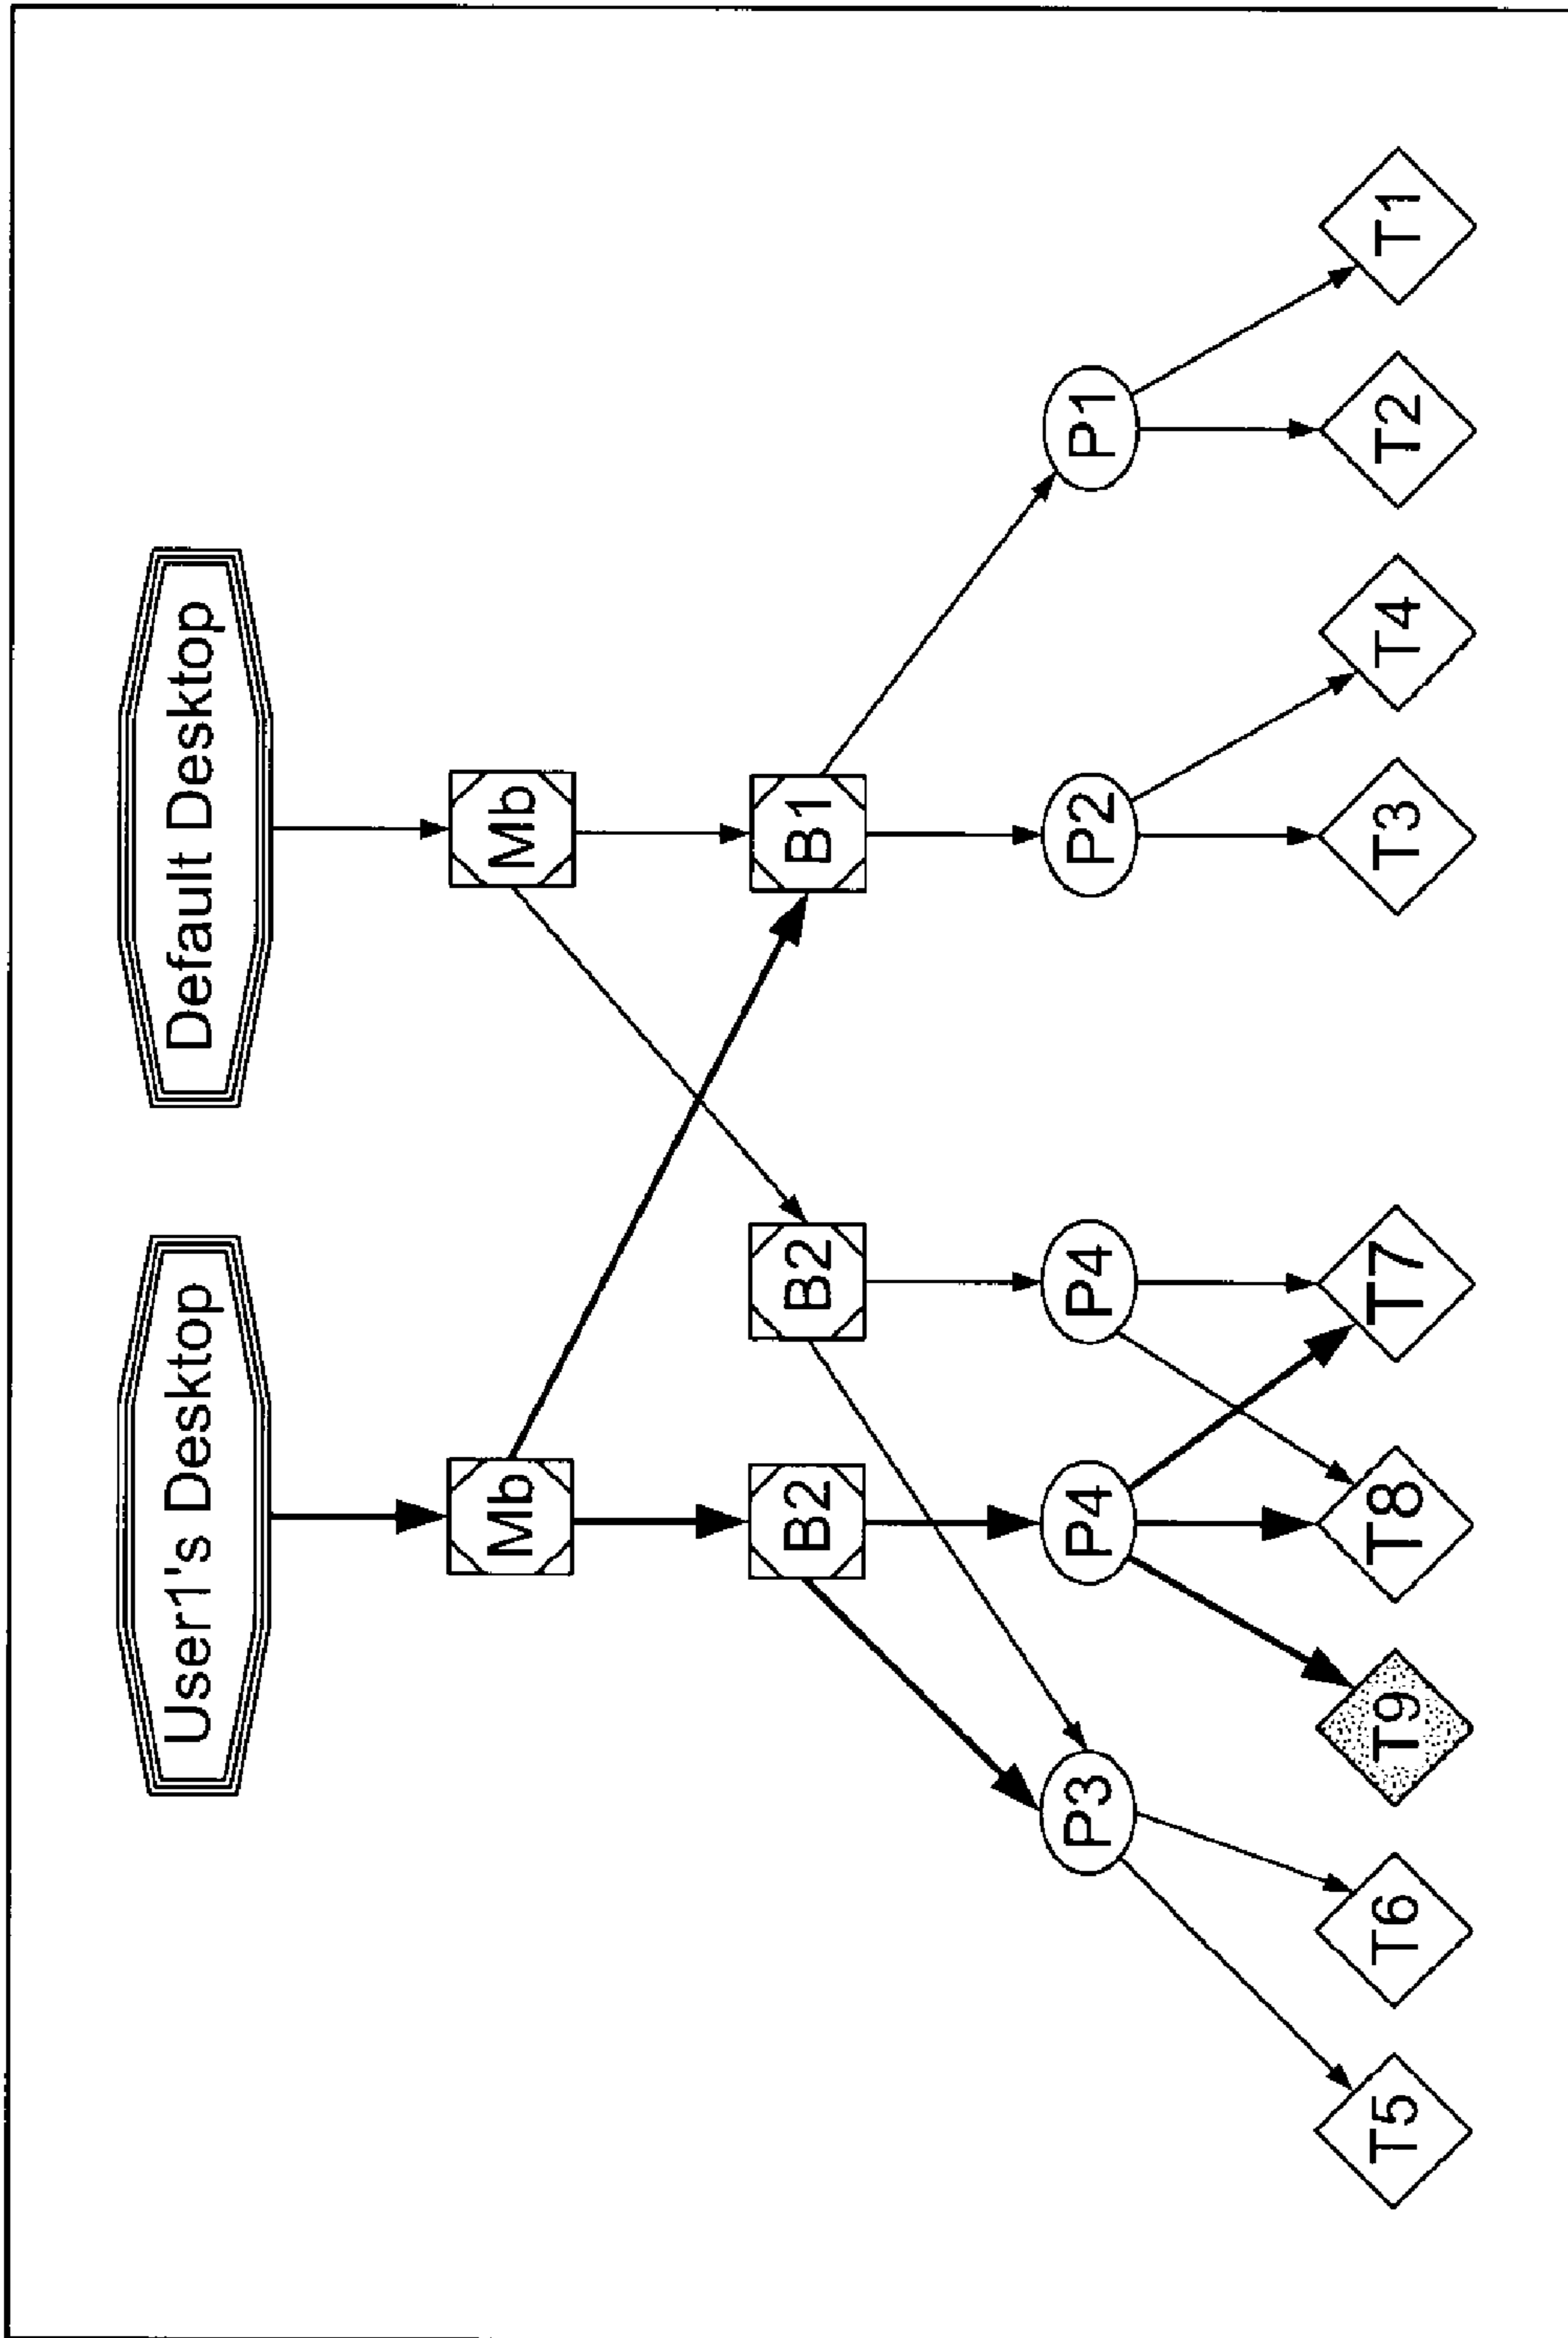 User1's Desktop
Default Desktop
Mb
Mb
B2
B2
B1
P3
P4
P4
P2
P1
T5
T6
T9
T8
T7
T3
T4
T2
T1